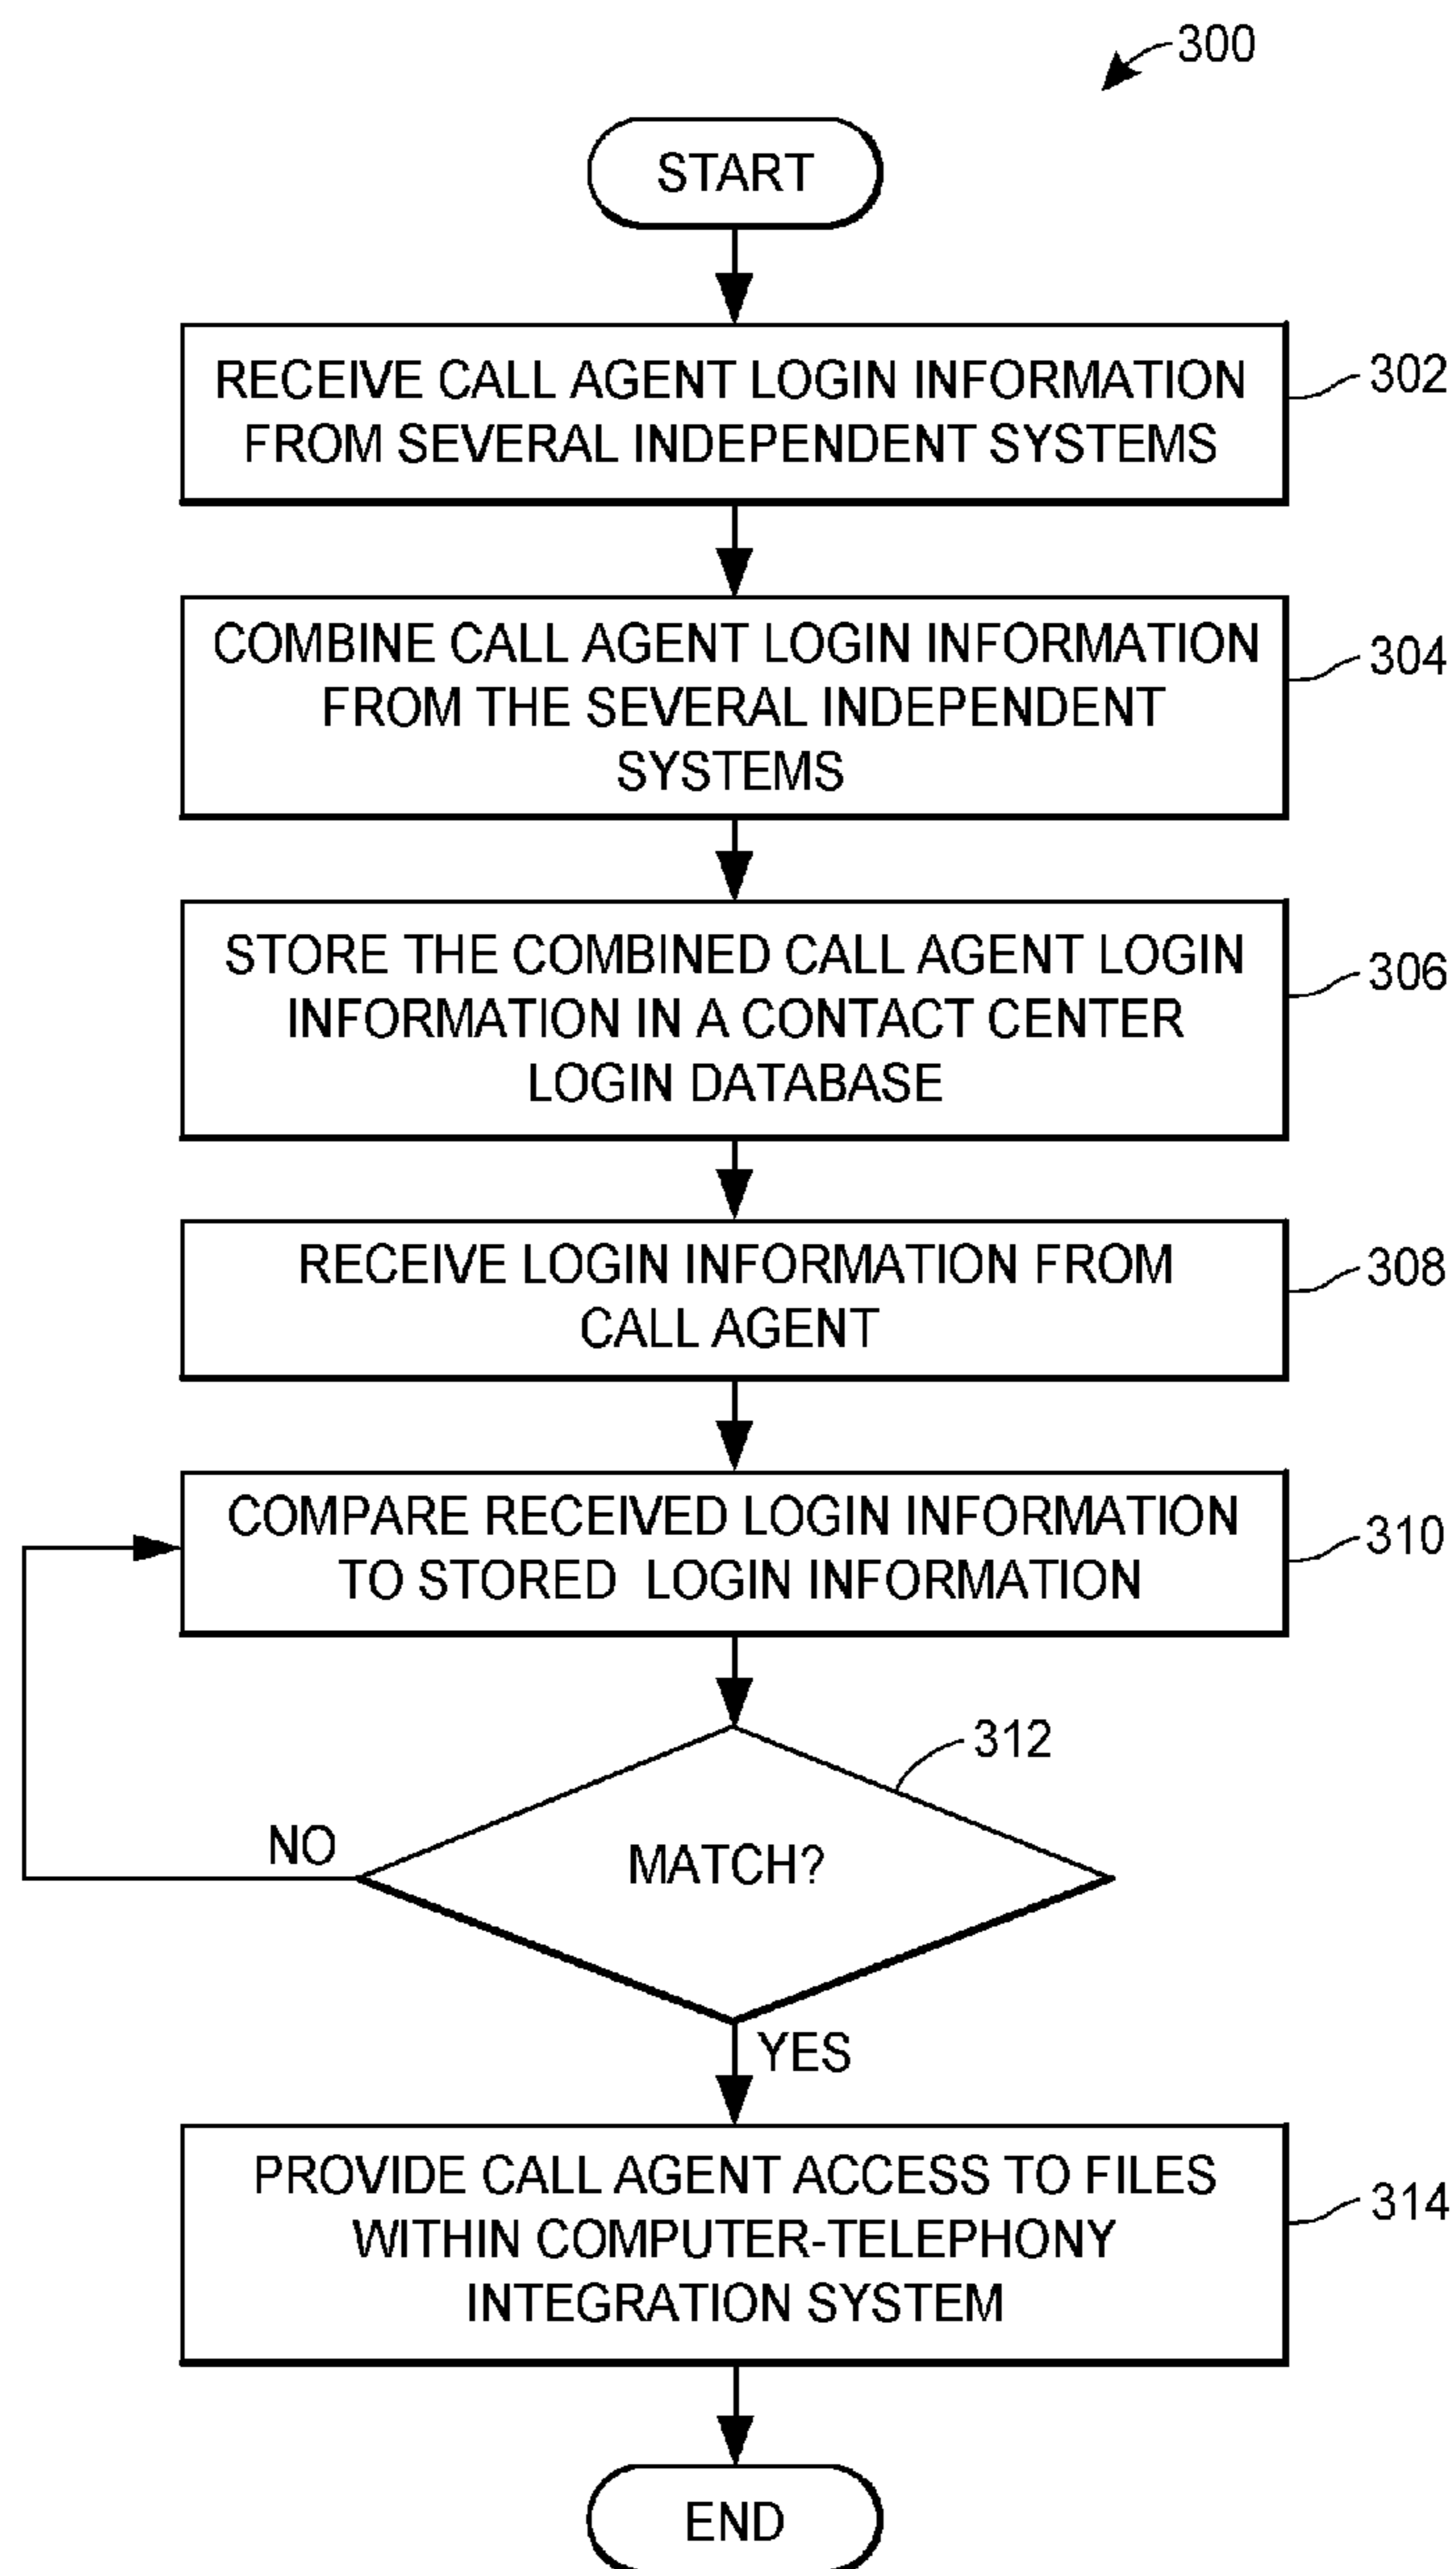 300
START
RECEIVE CALL AGENT LOGIN INFORMATION
FROM SEVERAL INDEPENDENT SYSTEMS
302
COMBINE CALL AGENT LOGIN INFORMATION
FROM THE SEVERAL INDEPENDENT
SYSTEMS
304
STORE THE COMBINED CALL AGENT LOGIN
INFORMATION IN A CONTACT CENTER
LOGIN DATABASE
306
RECEIVE LOGIN INFORMATION FROM
CALL AGENT
308
COMPARE RECEIVED LOGIN INFORMATION
TO STORED LOGIN INFORMATION
310
312
MATCH?
NO
YES
PROVIDE CALL AGENT ACCESS TO FILES
WITHIN COMPUTER-TELEPHONY
INTEGRATION SYSTEM
314
END